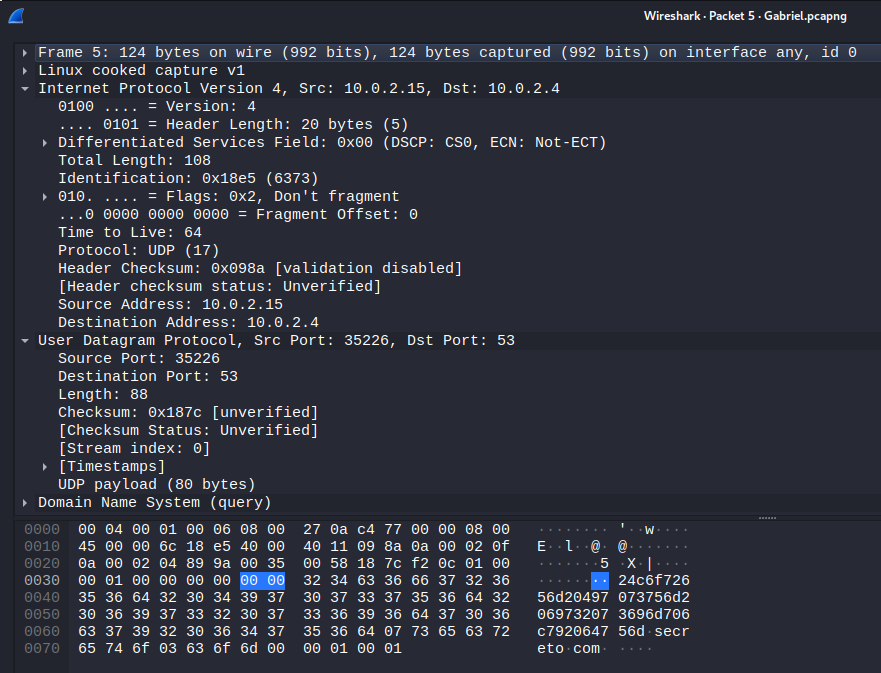 Wireshark · Packet 5 · Gabriel.pcapng
Frame 5: 124 bytes on wire (992 bits), 124 bytes captured (992 bits) on interface any, id 0
Linux cooked capture v1
Internet Protocol Version 4, Src: 10.0.2.15, Dst: 10.0.2.4
0100 .... = Version: 4
.... 0101 = Header Length: 20 bytes (5)
Differentiated Services Field: 0x00 (DSCP: CS0, ECN: Not-ECT)
Total Length: 108
Identification: 0x18e5 (6373)
010. .... = Flags: 0x2, Don't fragment
...0 0000 0000 0000 = Fragment Offset: 0
Time to Live: 64
Protocol: UDP (17)
Header Checksum: 0x098a [validation disabled]
[Header checksum status: Unverified]
Source Address: 10.0.2.15
Destination Address: 10.0.2.4
User Datagram Protocol, Src Port: 35226, Dst Port: 53
Source Port: 35226
Destination Port: 53
Length: 88
Checksum: 0x187c [unverified]
[Checksum Status: Unverified]
[Stream index: 0]
[Timestamps]
UDP payload (80 bytes)
Domain Name System (query)
0000 00 04 00 01 00 06 08 00 27 0a c4 77 00 00 08 00 ········ '··w····
0010 45 00 00 6c 18 e5 40 00 40 11 09 8a 0a 00 02 0f E··l··@· @·······
0020 0a 00 02 04 89 9a 00 35 00 58 18 7c f2 0c 01 00 ·······5 ·X·|····
0030 00 01 00 00 00 00 00 00 32 34 63 36 66 37 32 36 ········ 24c6f726
0040 35 36 64 32 30 34 39 37 30 37 33 37 35 36 64 32 56d20497 073756d2
0050 30 36 39 37 33 32 30 37 33 36 39 36 64 37 30 36 06973207 3696d706
0060 63 37 39 32 30 36 34 37 35 36 64 07 73 65 63 72 c7920647 56d·secr
0070 65 74 6f 03 63 6f 6d 00 00 01 00 01 eto·com· ····